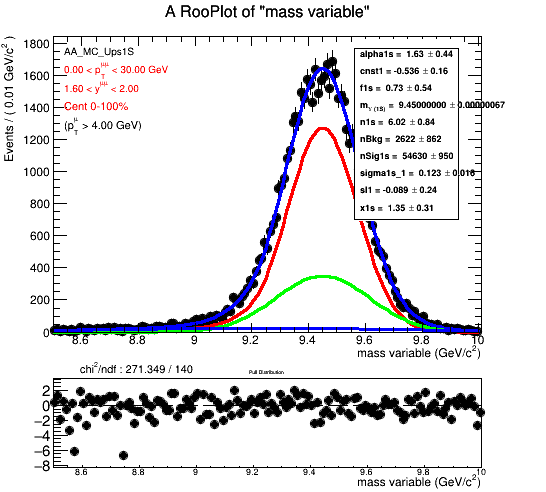 A RooPlot of "mass variable"
Events / ( 0.01 GeV/c² )
1800
1600
1400
1200
1000
800
600
400
200
0
AA_MC_Ups1S
0.00 < p_T^μμ < 30.00 GeV
1.60 < y^μμ < 2.00
Cent 0-100%
(p_T^μ > 4.00 GeV)
alpha1s = 1.63 ± 0.44
cnst1 = -0.536 ± 0.16
f1s = 0.73 ± 0.54
m_ϒ(1S) = 9.45000000 ± 0.00000067
n1s = 6.02 ± 0.84
nBkg = 2622 ± 862
nSig1s = 54630 ± 950
sigma1s_1 = 0.123 ± 0.016
sl1 = -0.089 ± 0.24
x1s = 1.35 ± 0.31
8.6 8.8 9 9.2 9.4 9.6 9.8 10
mass variable (GeV/c²)
chi²/ndf : 271.349 / 140
Pull Distribution
2
0
−2
−4
−6
−8
8.6 8.8 9 9.2 9.4 9.6 9.8 10
mass variable (GeV/c²)